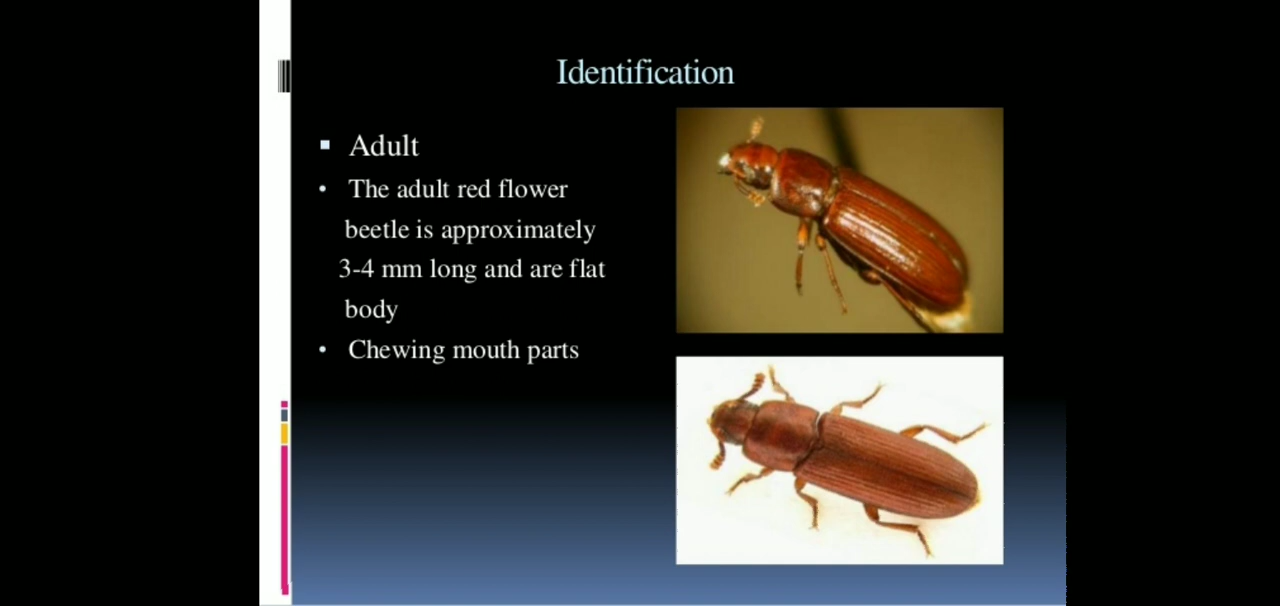 Identification
Adult
The adult red flower
beetle is approximately
3-4 mm long and are flat
body
Chewing mouth parts